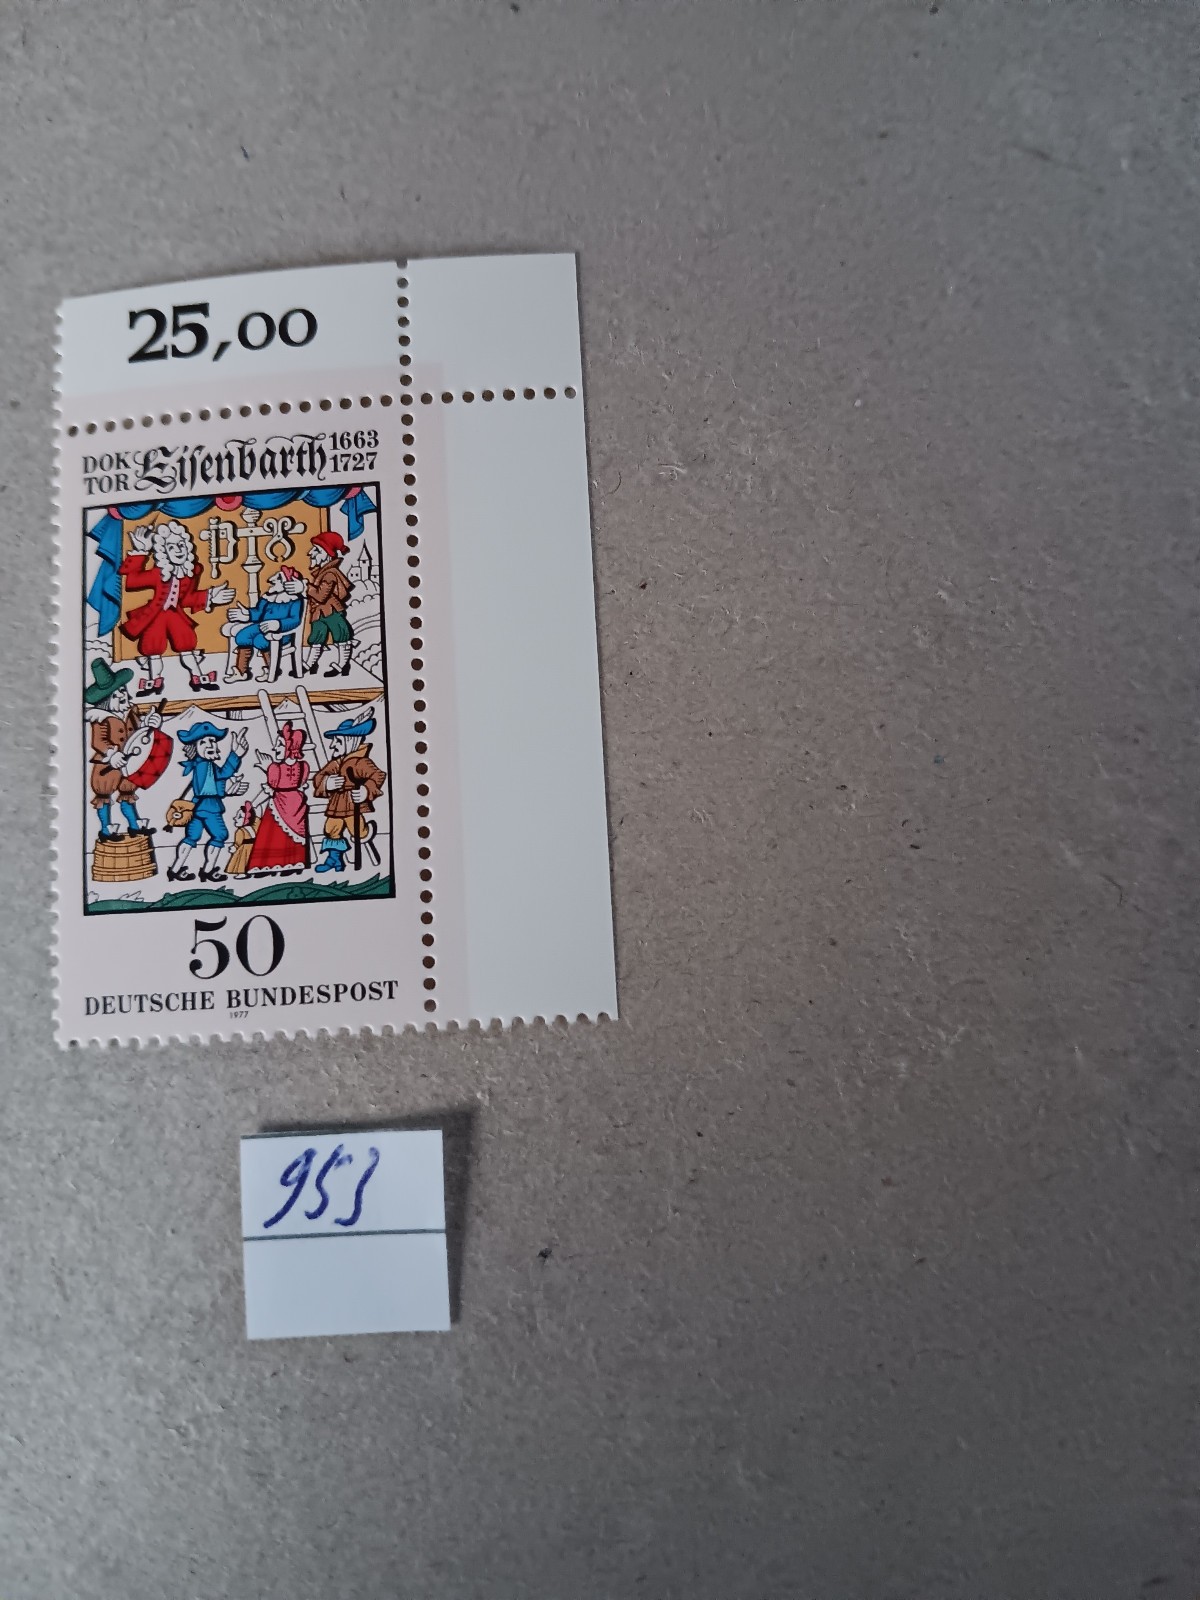 25,00
DOK
TOR
Eisenbarth
1663
1727
50
DEUTSCHE BUNDESPOST
1977
953